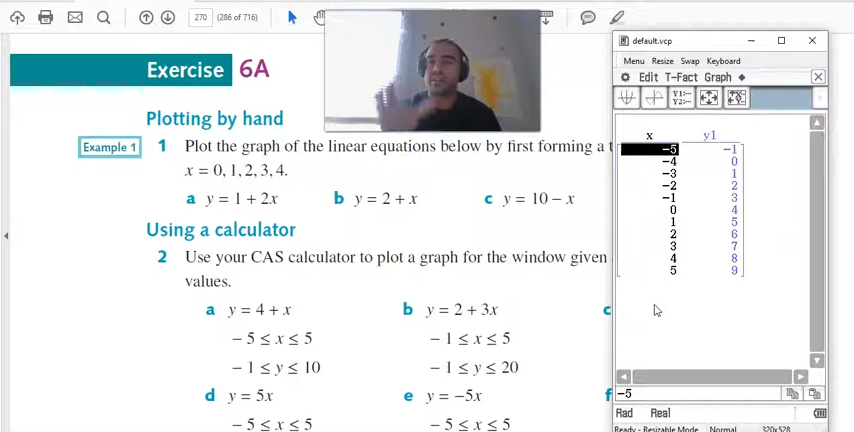 270 (286 of 716)
Exercise 6A
Plotting by hand
Example 1 1 Plot the graph of the linear equations below by first forming a t
x = 0, 1, 2, 3, 4.
a y = 1 + 2x b y = 2 + x c y = 10 − x
Using a calculator
2 Use your CAS calculator to plot a graph for the window given
values.
a y = 4 + x b y = 2 + 3x c
− 5 ≤ x ≤ 5 − 1 ≤ x ≤ 5
− 1 ≤ y ≤ 10 − 1 ≤ y ≤ 20
d y = 5x e y = −5x f
− 5 ≤ x ≤ 5 − 5 ≤ x ≤ 5
default.vcp
Menu Resize Swap Keyboard
Edit T-Fact Graph
Y1:··· Y2:···
x y1
−5 −1
−4 0
−3 1
−2 2
−1 3
0 4
1 5
2 6
3 7
4 8
5 9
−5
Rad Real
Ready - Resizable Mode Normal 320x528